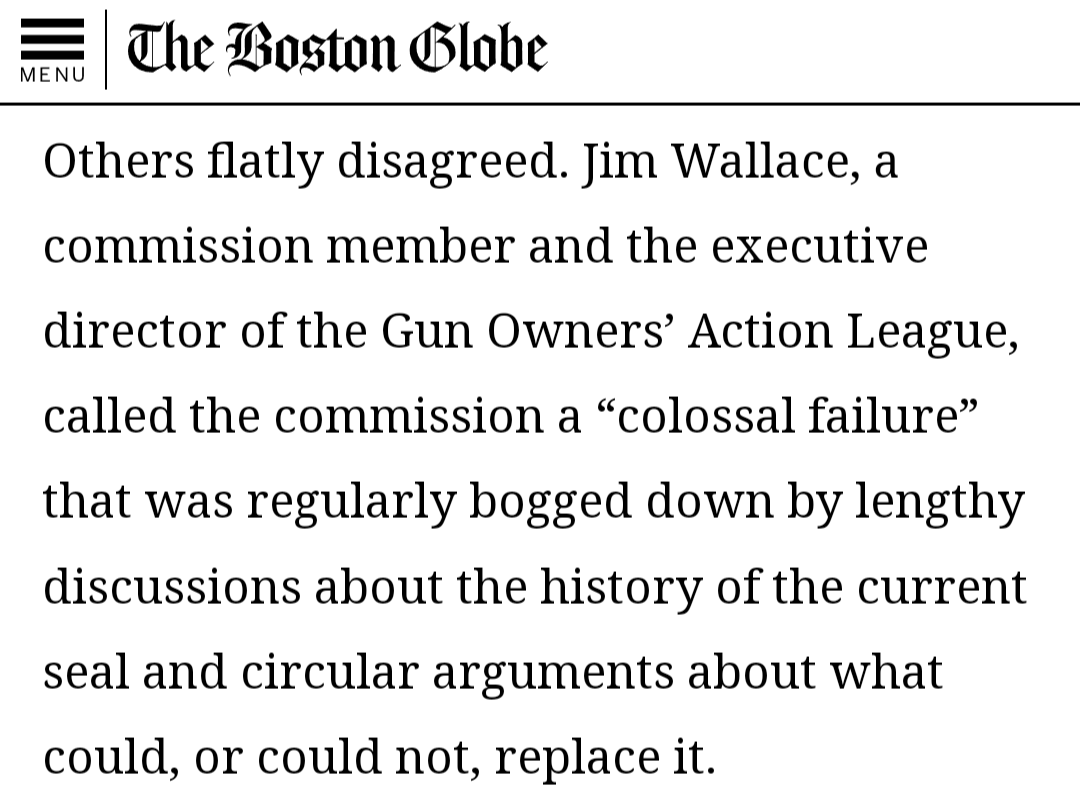 MENU
The Boston Globe
Others flatly disagreed. Jim Wallace, a
commission member and the executive
director of the Gun Owners’ Action League,
called the commission a “colossal failure”
that was regularly bogged down by lengthy
discussions about the history of the current
seal and circular arguments about what
could, or could not, replace it.